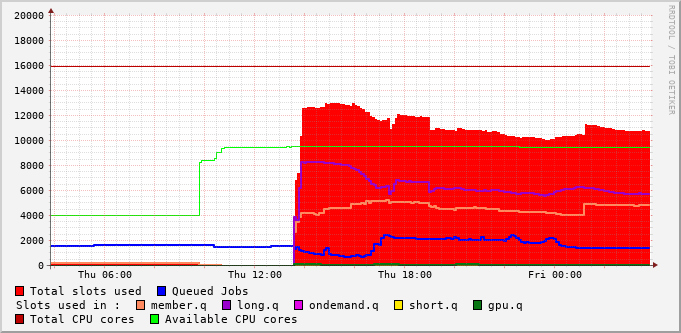 20000
18000
16000
14000
12000
10000
8000
6000
4000
2000
0
Thu 06:00 Thu 12:00 Thu 18:00 Fri 00:00
RRDTOOL / TOBI OETIKER
Total slots used Queued Jobs
Slots used in : member.q long.q ondemand.q short.q gpu.q
Total CPU cores Available CPU cores